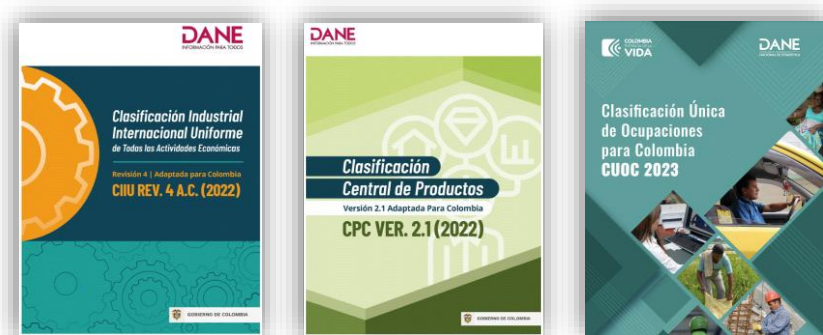 DANE
INFORMACIÓN PARA TODOS
Clasificación Industrial
Internacional Uniforme
de Todas las Actividades Económicas
Revisión 4 | Adaptada para Colombia
CIIU REV. 4 A.C. (2022)
GOBIERNO DE COLOMBIA
DANE
INFORMACIÓN PARA TODOS
Clasificación
Central de Productos
Versión 2.1 Adaptada Para Colombia
CPC VER. 2.1 (2022)
GOBIERNO DE COLOMBIA
COLOMBIA
VIDA
DANE
Clasificación Única
de Ocupaciones
para Colombia
CUOC 2023